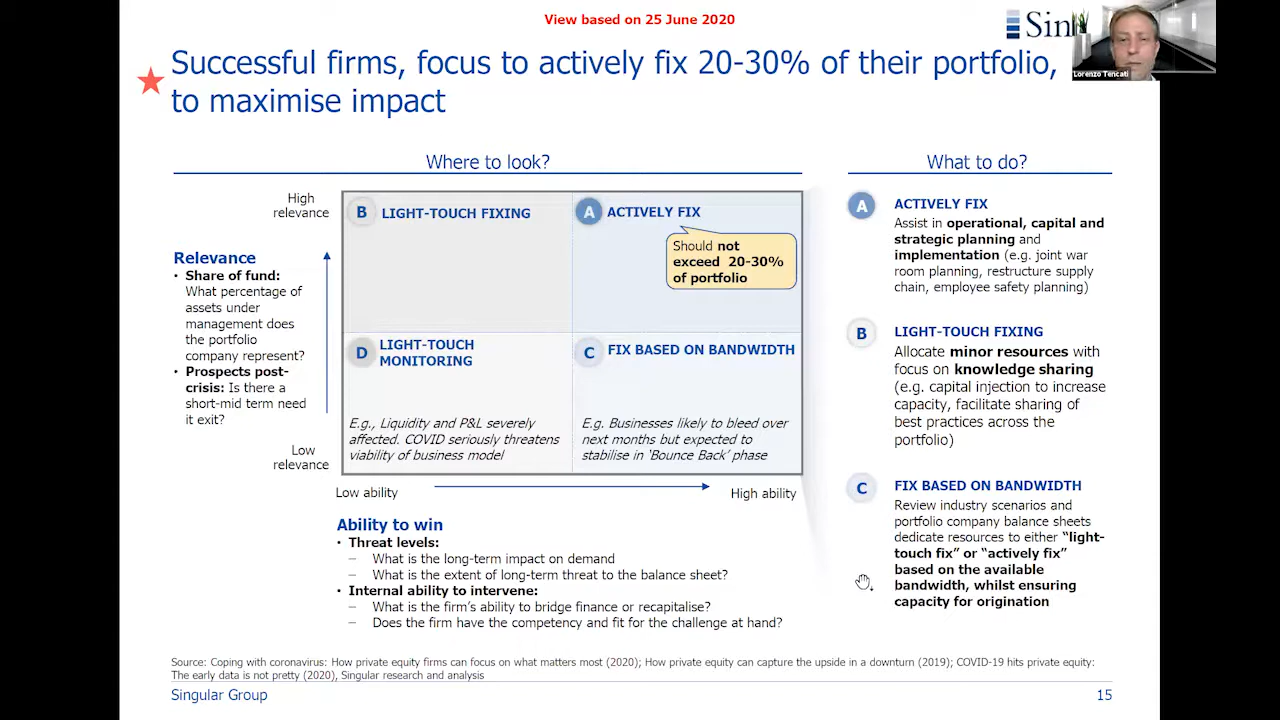 View based on 25 June 2020
Lorenzo Tencati
Successful firms, focus to actively fix 20-30% of their portfolio,
to maximise impact
Where to look?
High
relevance
Relevance
• Share of fund:
What percentage of
assets under
management does
the portfolio
company represent?
• Prospects post-
crisis: Is there a
short-mid term need
it exit?
Low
relevance
B LIGHT-TOUCH FIXING
A ACTIVELY FIX
Should not
exceed 20-30%
of portfolio
D LIGHT-TOUCH
MONITORING
E.g., Liquidity and P&L severely
affected. COVID seriously threatens
viability of business model
C FIX BASED ON BANDWIDTH
E.g. Businesses likely to bleed over
next months but expected to
stabilise in ‘Bounce Back’ phase
Low ability
High ability
Ability to win
• Threat levels:
– What is the long-term impact on demand
– What is the extent of long-term threat to the balance sheet?
• Internal ability to intervene:
– What is the firm’s ability to bridge finance or recapitalise?
– Does the firm have the competency and fit for the challenge at hand?
What to do?
A ACTIVELY FIX
Assist in operational, capital and
strategic planning and
implementation (e.g. joint war
room planning, restructure supply
chain, employee safety planning)
B LIGHT-TOUCH FIXING
Allocate minor resources with
focus on knowledge sharing
(e.g. capital injection to increase
capacity, facilitate sharing of
best practices across the
portfolio)
C FIX BASED ON BANDWIDTH
Review industry scenarios and
portfolio company balance sheets
dedicate resources to either “light-
touch fix” or “actively fix”
based on the available
bandwidth, whilst ensuring
capacity for origination
Source: Coping with coronavirus: How private equity firms can focus on what matters most (2020); How private equity can capture the upside in a downturn (2019); COVID-19 hits private equity:
The early data is not pretty (2020), Singular research and analysis
Singular Group
15